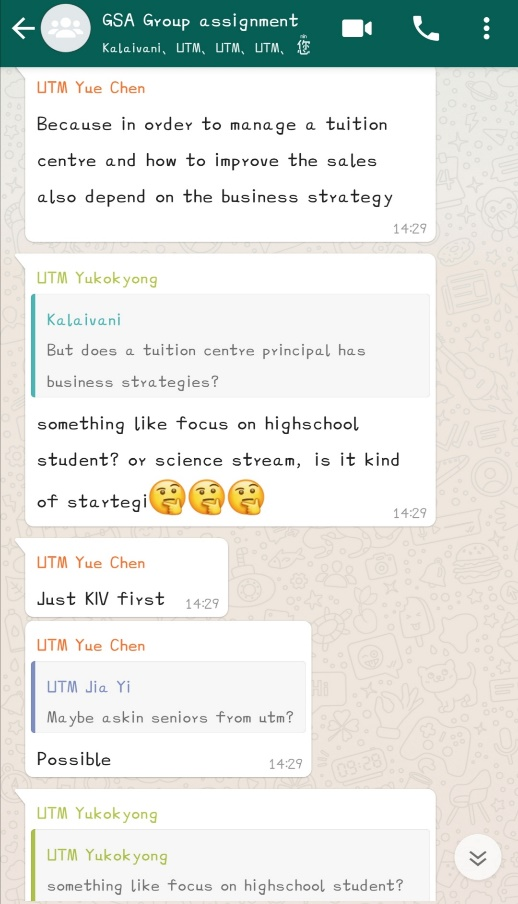 GSA Group assignment
Kalaivani、UTM、UTM、UTM、您
UTM Yue Chen
Because in order to manage a tuition
centre and how to improve the sales
also depend on the business strategy
14:29
UTM Yukokyong
Kalaivani
But does a tuition centre principal has
business strategies?
something like focus on highschool
student? or science stream, is it kind
of startegi🤔🤔🤔
14:29
UTM Yue Chen
Just KIV first 14:29
UTM Yue Chen
UTM Jia Yi
Maybe askin seniors from utm?
Possible 14:29
UTM Yukokyong
UTM Yukokyong
something like focus on highschool student?